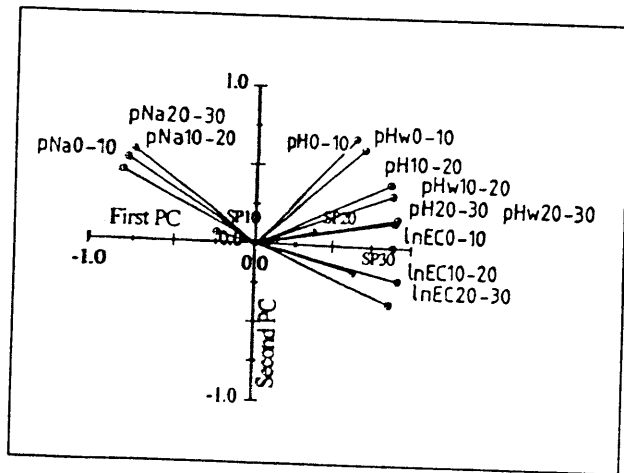 1.0
pNa20-30
pNa10-20
pNa0-10
pH0-10
pHw0-10
pH10-20
pHw10-20
pH20-30 pHw20-30
SP10
SP20
First PC
0.0
lnEC0-10
-1.0
0.0
SP30
lnEC10-20
lnEC20-30
Second PC
-1.0